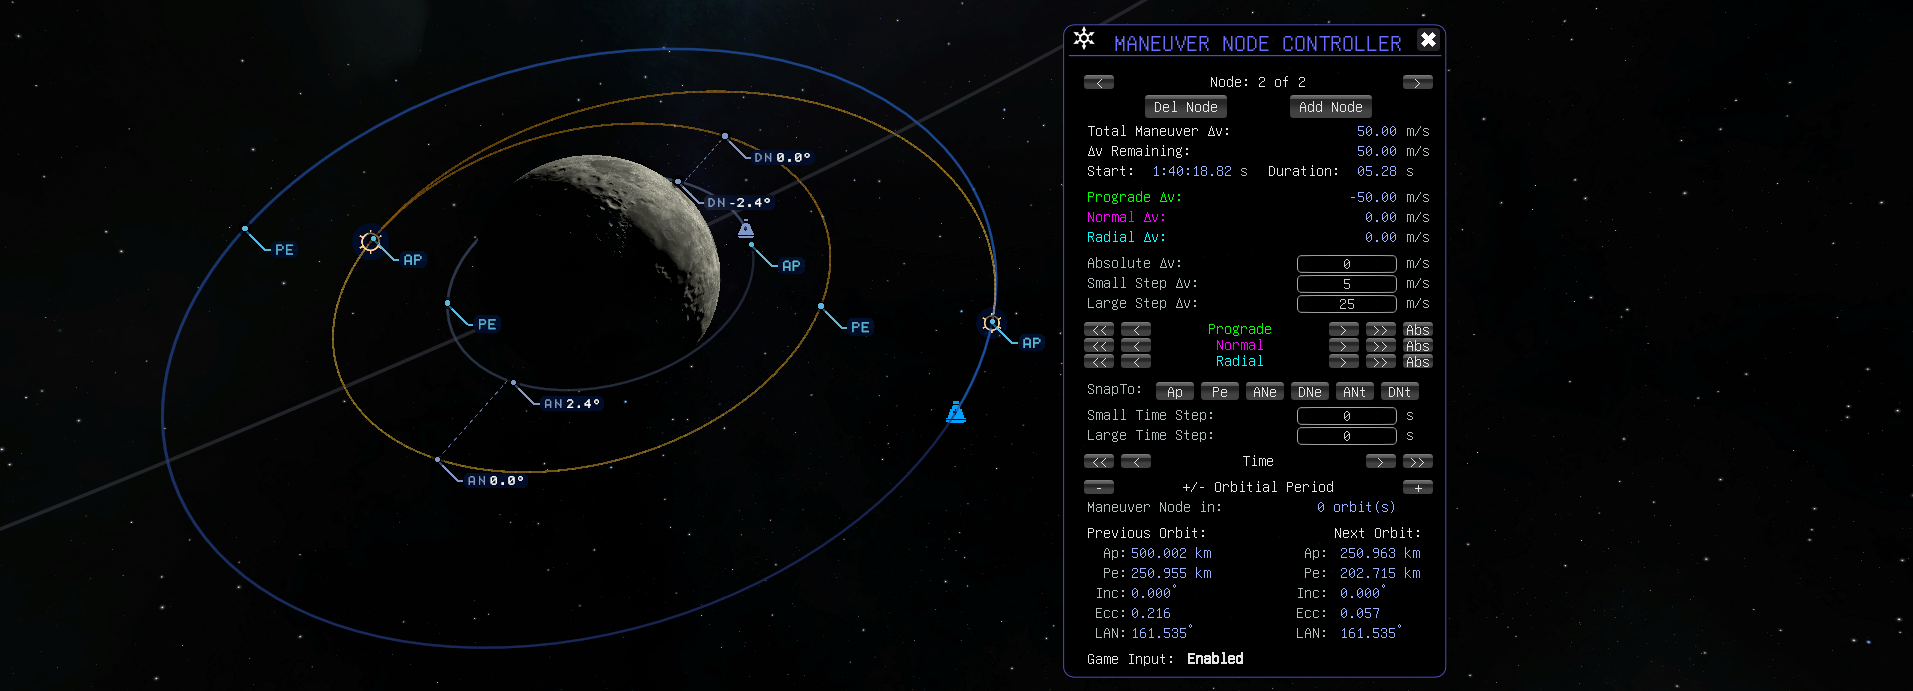 MANEUVER NODE CONTROLLER
< Node: 2 of 2 >
Del Node Add Node
Total Maneuver Δv: 50.00 m/s
Δv Remaining: 50.00 m/s
Start: 1:40:18.82 s Duration: 05.28 s
Prograde Δv: -50.00 m/s
Normal Δv: 0.00 m/s
Radial Δv: 0.00 m/s
Absolute Δv: 0 m/s
Small Step Δv: 5 m/s
Large Step Δv: 25 m/s
<< < Prograde > >> Abs
<< < Normal > >> Abs
<< < Radial > >> Abs
SnapTo: Ap Pe ANe DNe ANt DNt
Small Time Step: 0 s
Large Time Step: 0 s
<< < Time > >>
- +/- Orbitial Period +
Maneuver Node in: 0 orbit(s)
Previous Orbit: Next Orbit:
Ap: 500.002 km Ap: 250.963 km
Pe: 250.955 km Pe: 202.715 km
Inc: 0.000° Inc: 0.000°
Ecc: 0.216 Ecc: 0.057
LAN: 161.535° LAN: 161.535°
Game Input: Enabled
DN 0.0°
DN -2.4°
PE
AP
AP
PE
PE
AP
AN 2.4°
AN 0.0°